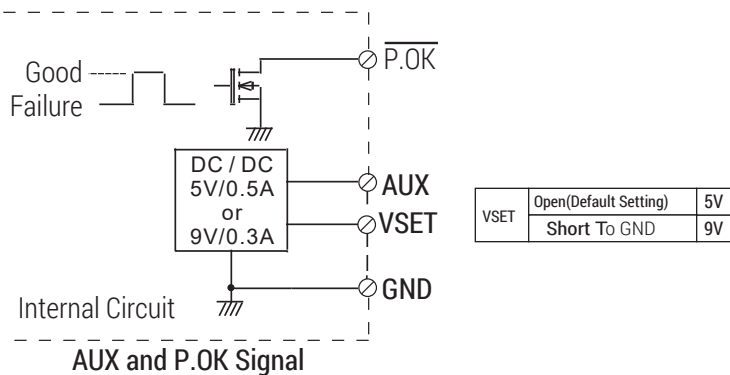 P.OK
Good
Failure
DC / DC
5V/0.5A
or
9V/0.3A
AUX
VSET
GND
Internal Circuit
AUX and P.OK Signal
VSET
Open(Default Setting) 5V
Short To GND 9V